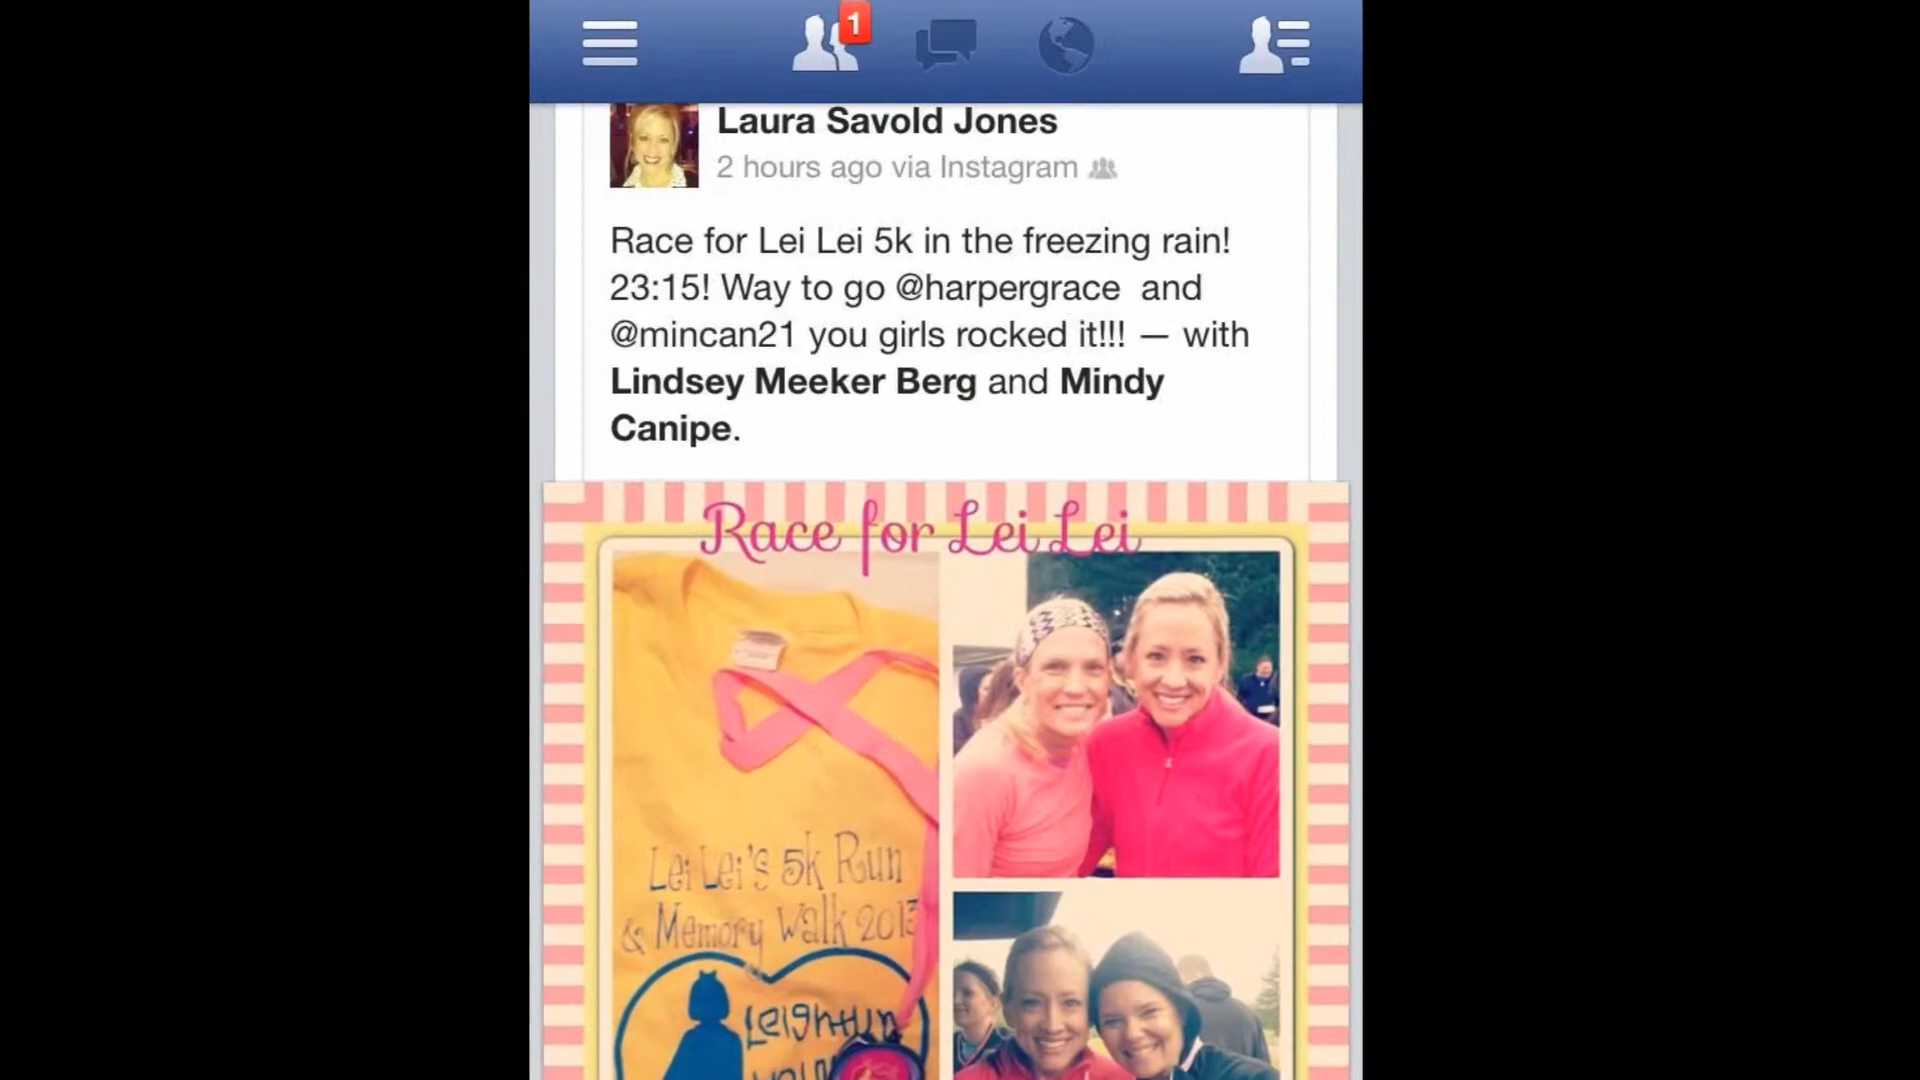 1
Laura Savold Jones
2 hours ago via Instagram
Race for Lei Lei 5k in the freezing rain!
23:15! Way to go @harpergrace and
@mincan21 you girls rocked it!!! — with
Lindsey Meeker Berg and Mindy
Canipe.
Race for Lei Lei
Lei Lei's 5k Run
& Memory Walk 2013
Leightyn